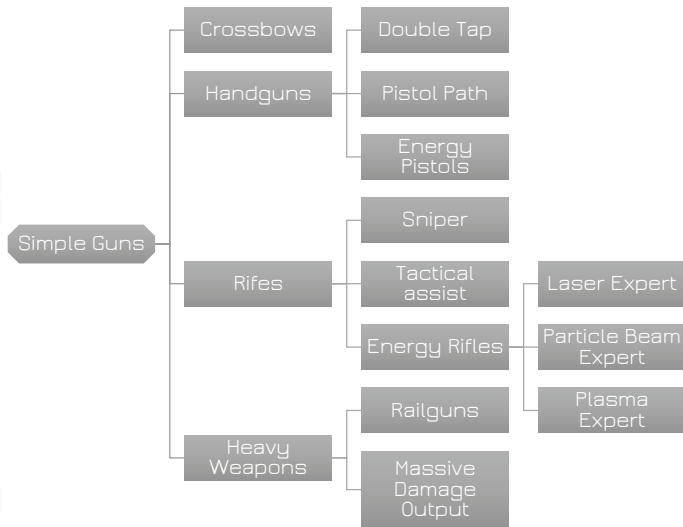 Simple Guns
Crossbows
Handguns
Double Tap
Pistol Path
Energy
Pistols
Rifes
Sniper
Tactical
assist
Energy Rifles
Laser Expert
Particle Beam
Expert
Plasma
Expert
Heavy
Weapons
Railguns
Massive
Damage
Output